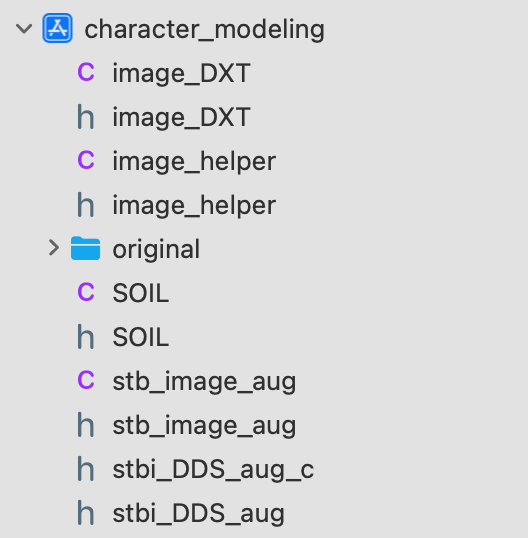 character_modeling
C image_DXT
h image_DXT
C image_helper
h image_helper
original
C SOIL
h SOIL
C stb_image_aug
h stb_image_aug
h stbi_DDS_aug_c
h stbi_DDS_aug